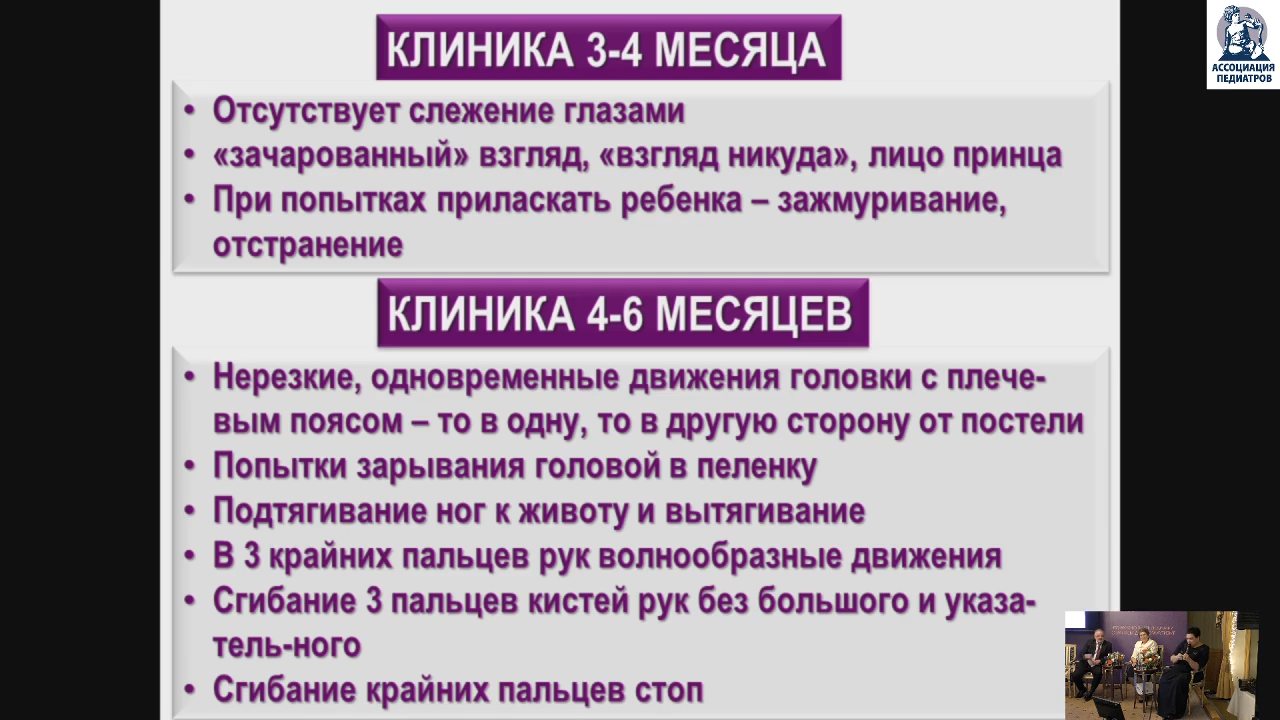 КЛИНИКА 3-4 МЕСЯЦА
АССОЦИАЦИЯ
ПЕДИАТРОВ
• Отсутствует слежение глазами
• «зачарованный» взгляд, «взгляд никуда», лицо принца
• При попытках приласкать ребенка – зажмуривание,
отстранение
КЛИНИКА 4-6 МЕСЯЦЕВ
• Нерезкие, одновременные движения головки с плече-
вым поясом – то в одну, то в другую сторону от постели
• Попытки зарывания головой в пеленку
• Подтягивание ног к животу и вытягивание
• В 3 крайних пальцев рук волнообразные движения
• Сгибание 3 пальцев кистей рук без большого и указа-
тель-ного
• Сгибание крайних пальцев стоп